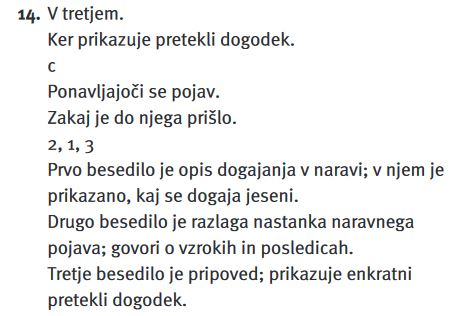 14. V tretjem.
Ker prikazuje pretekli dogodek.
c
Ponavljajoči se pojav.
Zakaj je do njega prišlo.
2, 1, 3
Prvo besedilo je opis dogajanja v naravi; v njem je
prikazano, kaj se dogaja jeseni.
Drugo besedilo je razlaga nastanka naravnega
pojava; govori o vzrokih in posledicah.
Tretje besedilo je pripoved; prikazuje enkratni
pretekli dogodek.